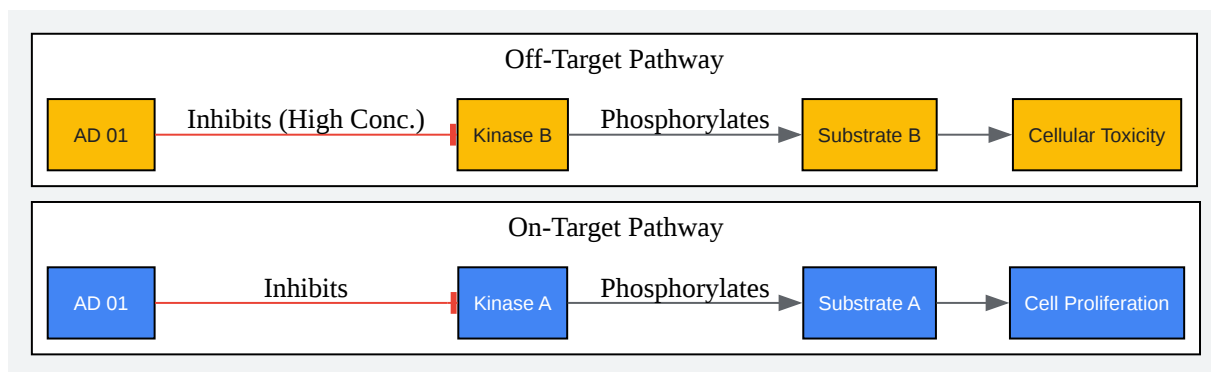 Off-Target Pathway
AD 01
Inhibits (High Conc.)
Kinase B
Phosphorylates
Substrate B
Cellular Toxicity
On-Target Pathway
AD 01
Inhibits
Kinase A
Phosphorylates
Substrate A
Cell Proliferation